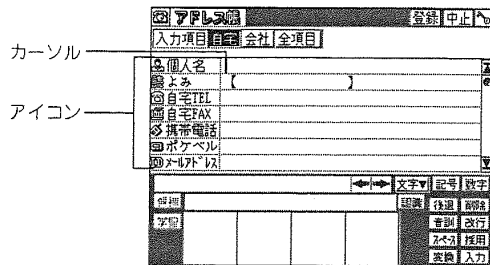 アドレス帳 登録 中止
入力項目 自宅 会社 全項目
カーソル
アイコン
個人名
よみ 【 】
自宅TEL
自宅FAX
携帯電話
ポケベル
メールアドレス
文字▼ 記号 数字
候補 認識 後退 削除
学習 音訓 改行
スペース 採用
変換 入力